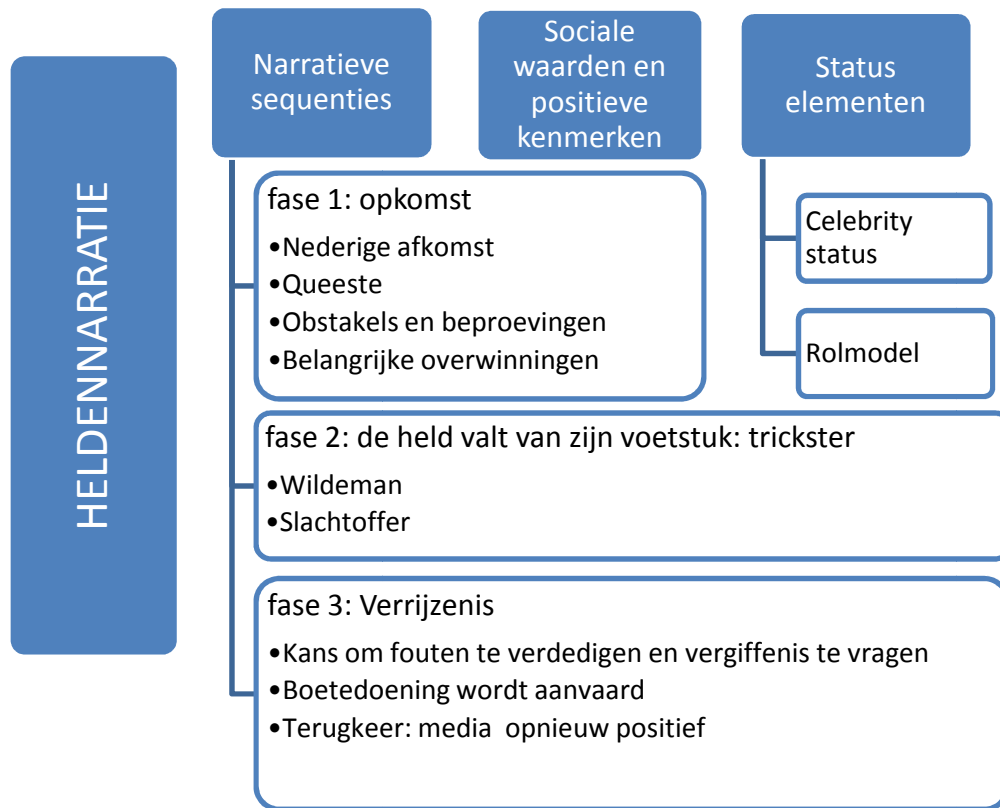 HELDENNARRATIE
Narratieve
sequenties
fase 1: opkomst
•Nederige afkomst
•Queeste
•Obstakels en beproevingen
•Belangrijke overwinningen
fase 2: de held valt van zijn voetstuk: trickster
•Wildeman
•Slachtoffer
fase 3: Verrijzenis
•Kans om fouten te verdedigen en vergiffenis te vragen
•Boetedoening wordt aanvaard
•Terugkeer: media opnieuw positief
Sociale
waarden en
positieve
kenmerken
Status
elementen
Celebrity
status
Rolmodel